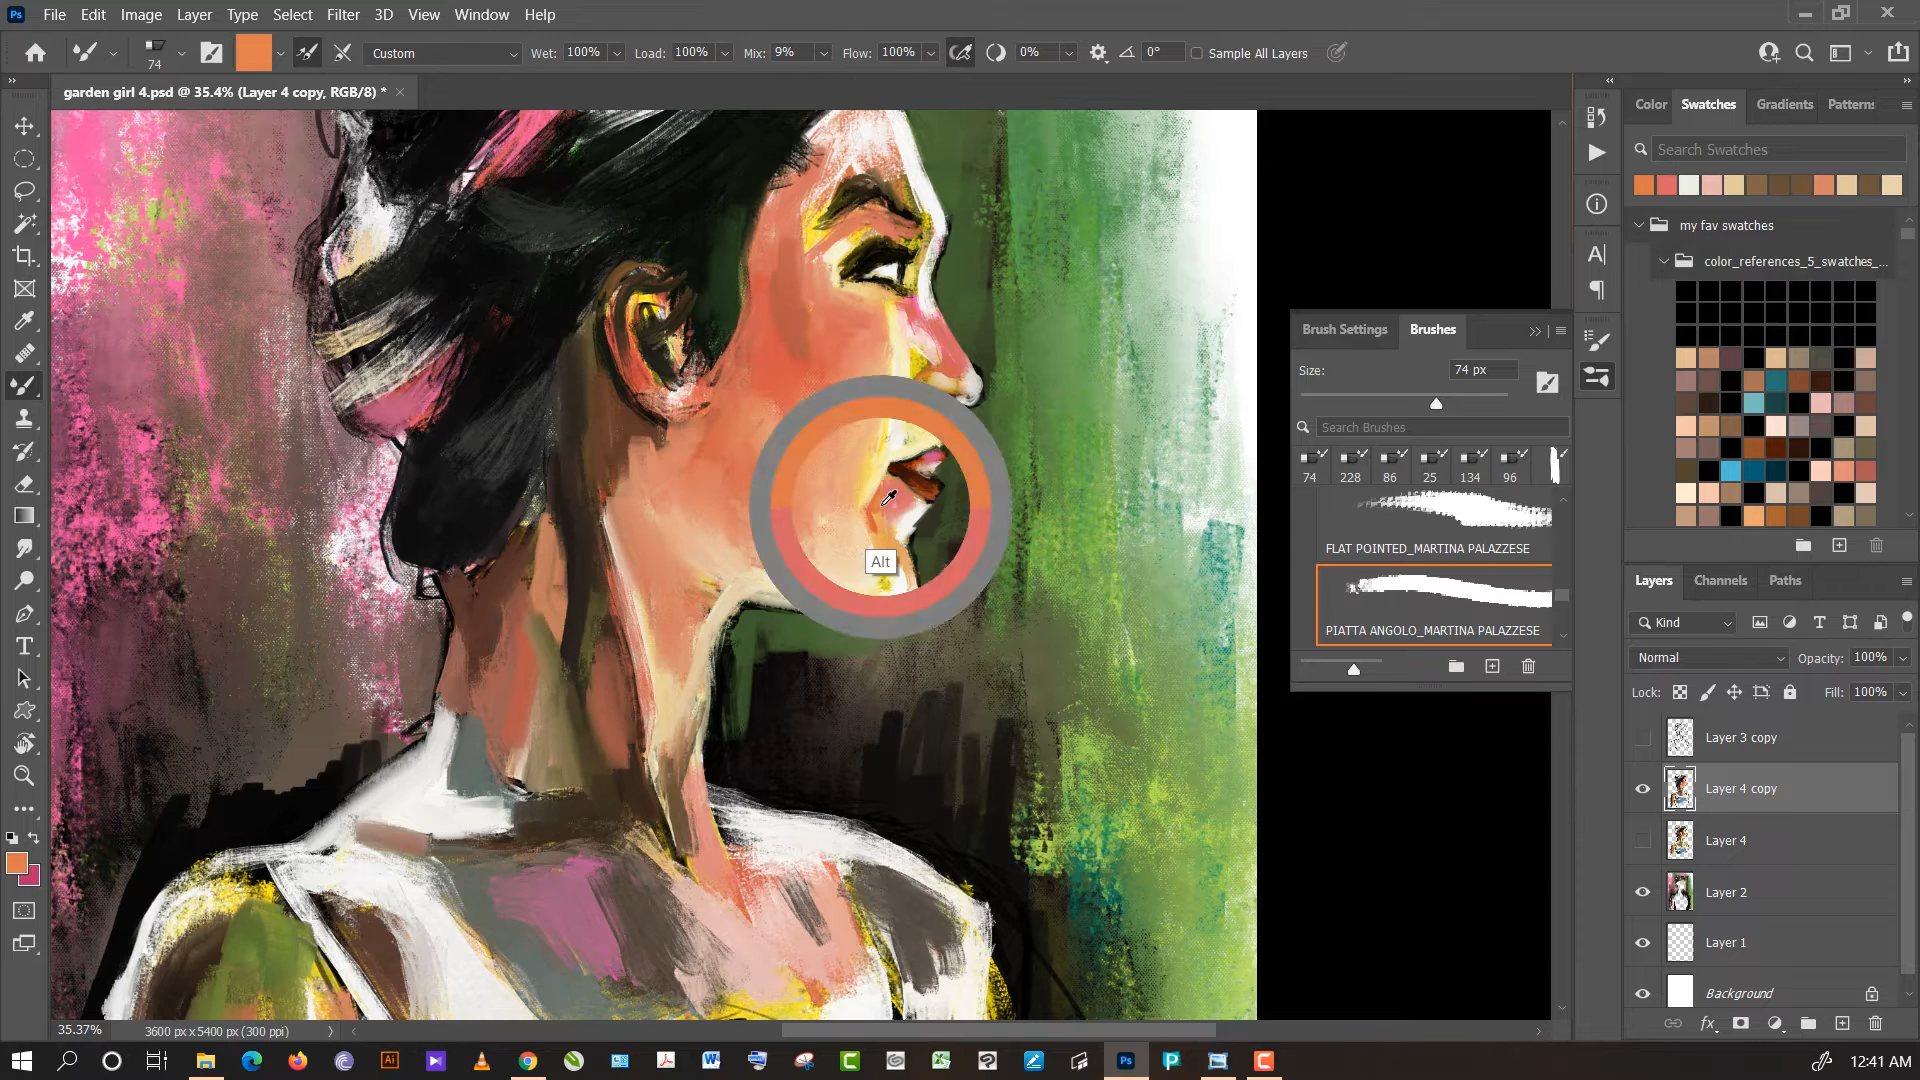 Ps File Edit Image Layer Type Select Filter 3D View Window Help
74 Custom Wet: 100% Load: 100% Mix: 9% Flow: 100% 0% 0° Sample All Layers
garden girl 4.psd @ 35.4% (Layer 4 copy, RGB/8) *
Color Swatches Gradients Patterns
Search Swatches
my fav swatches
color_references_5_swatches_...
Brush Settings Brushes
Size: 74 px
Search Brushes
74 228 86 25 134 96
FLAT POINTED_MARTINA PALAZZESE
PIATTA ANGOLO_MARTINA PALAZZESE
Alt
Layers Channels Paths
Kind
Normal Opacity: 100%
Lock: Fill: 100%
Layer 3 copy
Layer 4 copy
Layer 4
Layer 2
Layer 1
Background
fx
35.37% 3600 px x 5400 px (300 ppi)
Ai Ps
12:41 AM